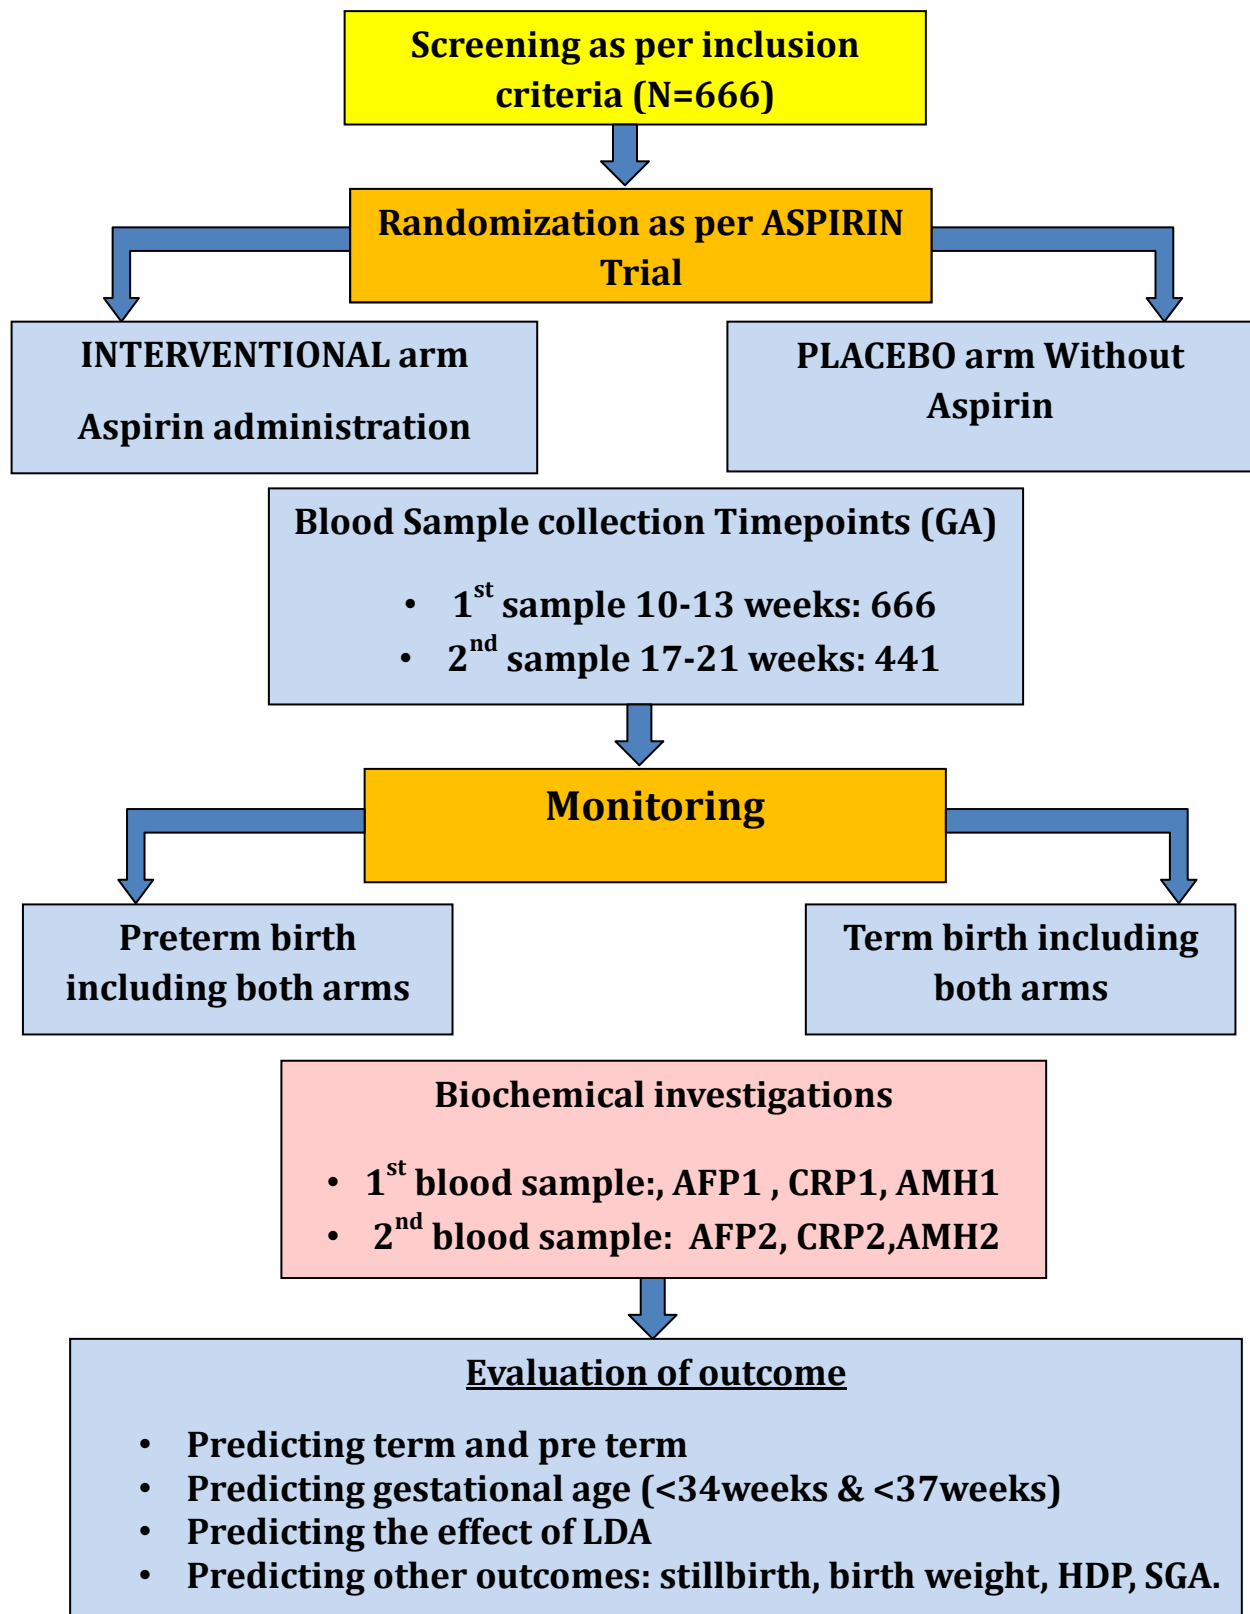 Screening as per inclusion
criteria (N=666)
Randomization as per ASPIRIN
Trial
INTERVENTIONAL arm
Aspirin administration
PLACEBO arm Without
Aspirin
Blood Sample collection Timepoints (GA)
• 1st sample 10-13 weeks: 666
• 2nd sample 17-21 weeks: 441
Monitoring
Preterm birth
including both arms
Term birth including
both arms
Biochemical investigations
• 1st blood sample:, AFP1 , CRP1, AMH1
• 2nd blood sample: AFP2, CRP2,AMH2
Evaluation of outcome
• Predicting term and pre term
• Predicting gestational age (<34weeks & <37weeks)
• Predicting the effect of LDA
• Predicting other outcomes: stillbirth, birth weight, HDP, SGA.